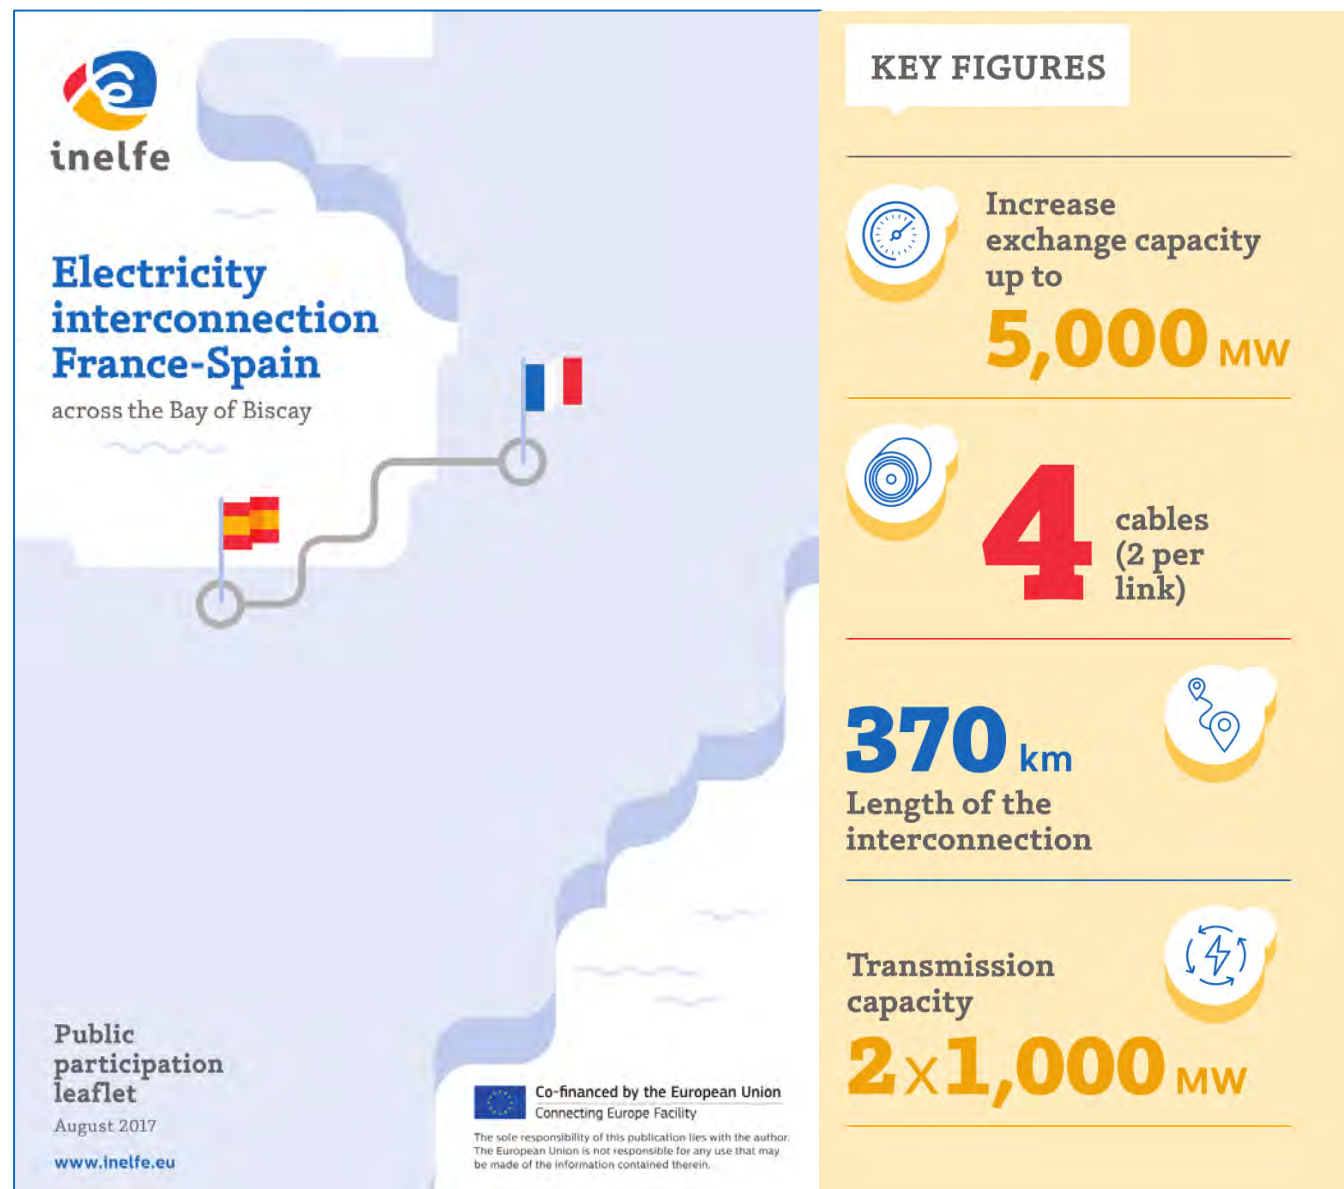 inelfe
Electricity
interconnection
France-Spain
across the Bay of Biscay
Public
participation
leaflet
August 2017
www.inelfe.eu
Co-financed by the European Union
Connecting Europe Facility
The sole responsibility of this publication lies with the author.
The European Union is not responsible for any use that may
be made of the information contained therein.
KEY FIGURES
Increase
exchange capacity
up to
5,000 MW
4
cables
(2 per
link)
370 km
Length of the
interconnection
Transmission
capacity
2x1,000 MW